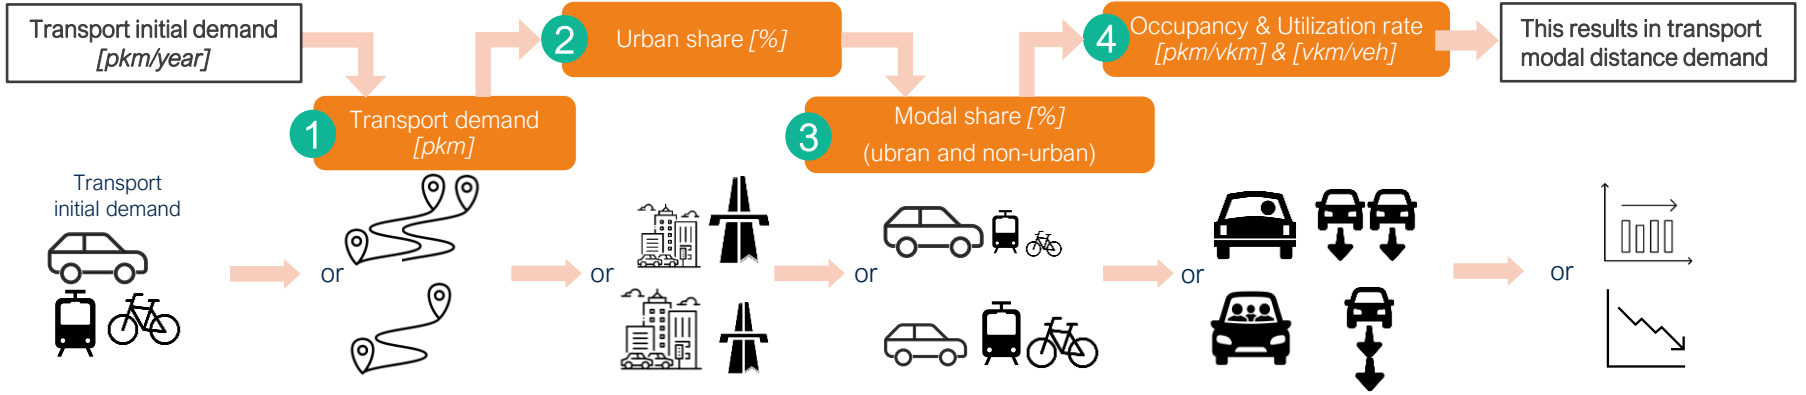 Transport initial demand
[pkm/year]
1
Transport demand
[pkm]
2
Urban share [%]
3
Modal share [%]
(ubran and non-urban)
4
Occupancy & Utilization rate
[pkm/vkm] & [vkm/veh]
This results in transport
modal distance demand
Transport
initial demand
or
or
or
or
or